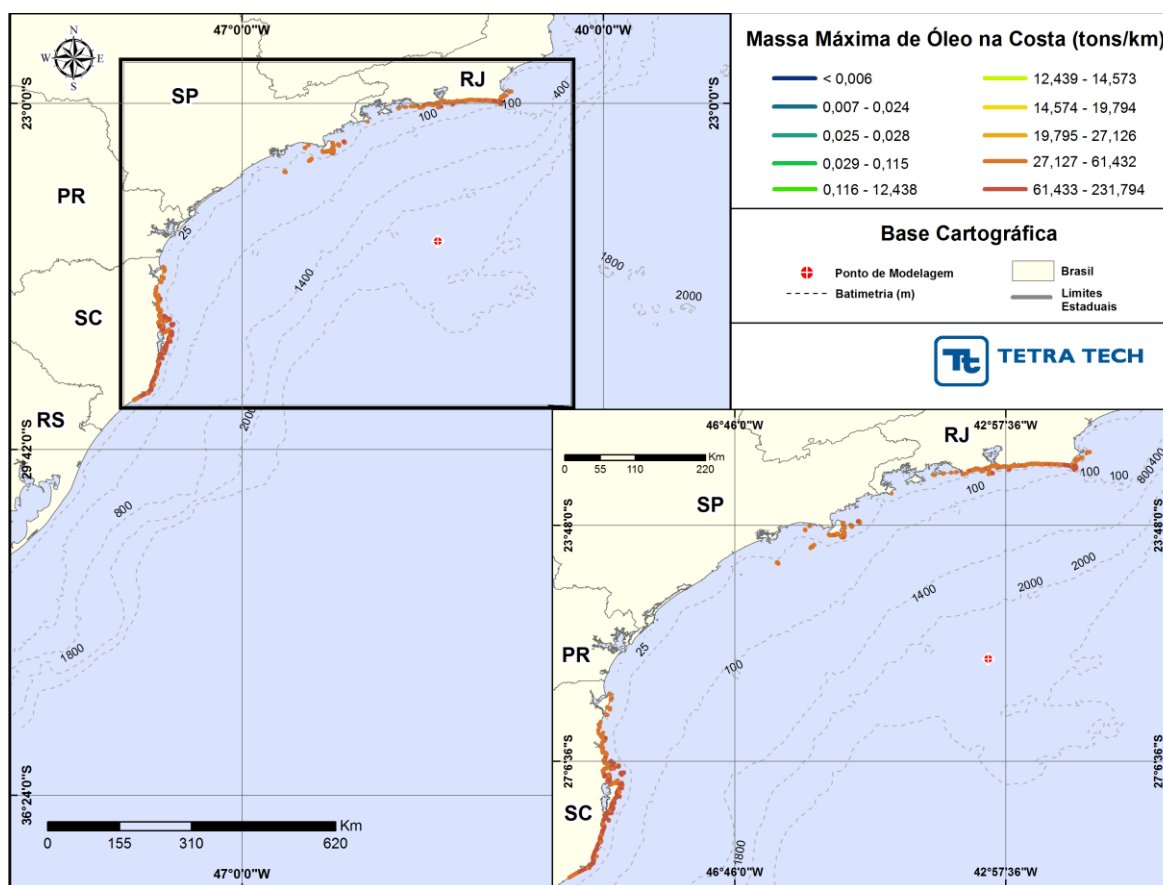 47°0'0"W
40°0'0"W
N
W E
S
SP
RJ
PR
SC
RS
23°0'0"S
23°0'0"S
29°42'0"S
29°42'0"S
36°24'0"S
100
100
400
25
1400
1800
2000
2000
800
1800
Km
0 155 310 620
47°0'0"W
Massa Máxima de Óleo na Costa (tons/km)
< 0,006
0,007 - 0,024
0,025 - 0,028
0,029 - 0,115
0,116 - 12,438
12,439 - 14,573
14,574 - 19,794
19,795 - 27,126
27,127 - 61,432
61,433 - 231,794
Base Cartográfica
Ponto de Modelagem
Batimetria (m)
Brasil
Limites
Estaduais
Tt TETRA TECH
46°46'0"W
42°57'36"W
Km
0 55 110 220
RJ
SP
PR
SC
23°48'0"S
23°48'0"S
27°6'36"S
27°6'36"S
100
100
100
400
800
2000
2000
1400
100
25
1800
46°46'0"W
42°57'36"W